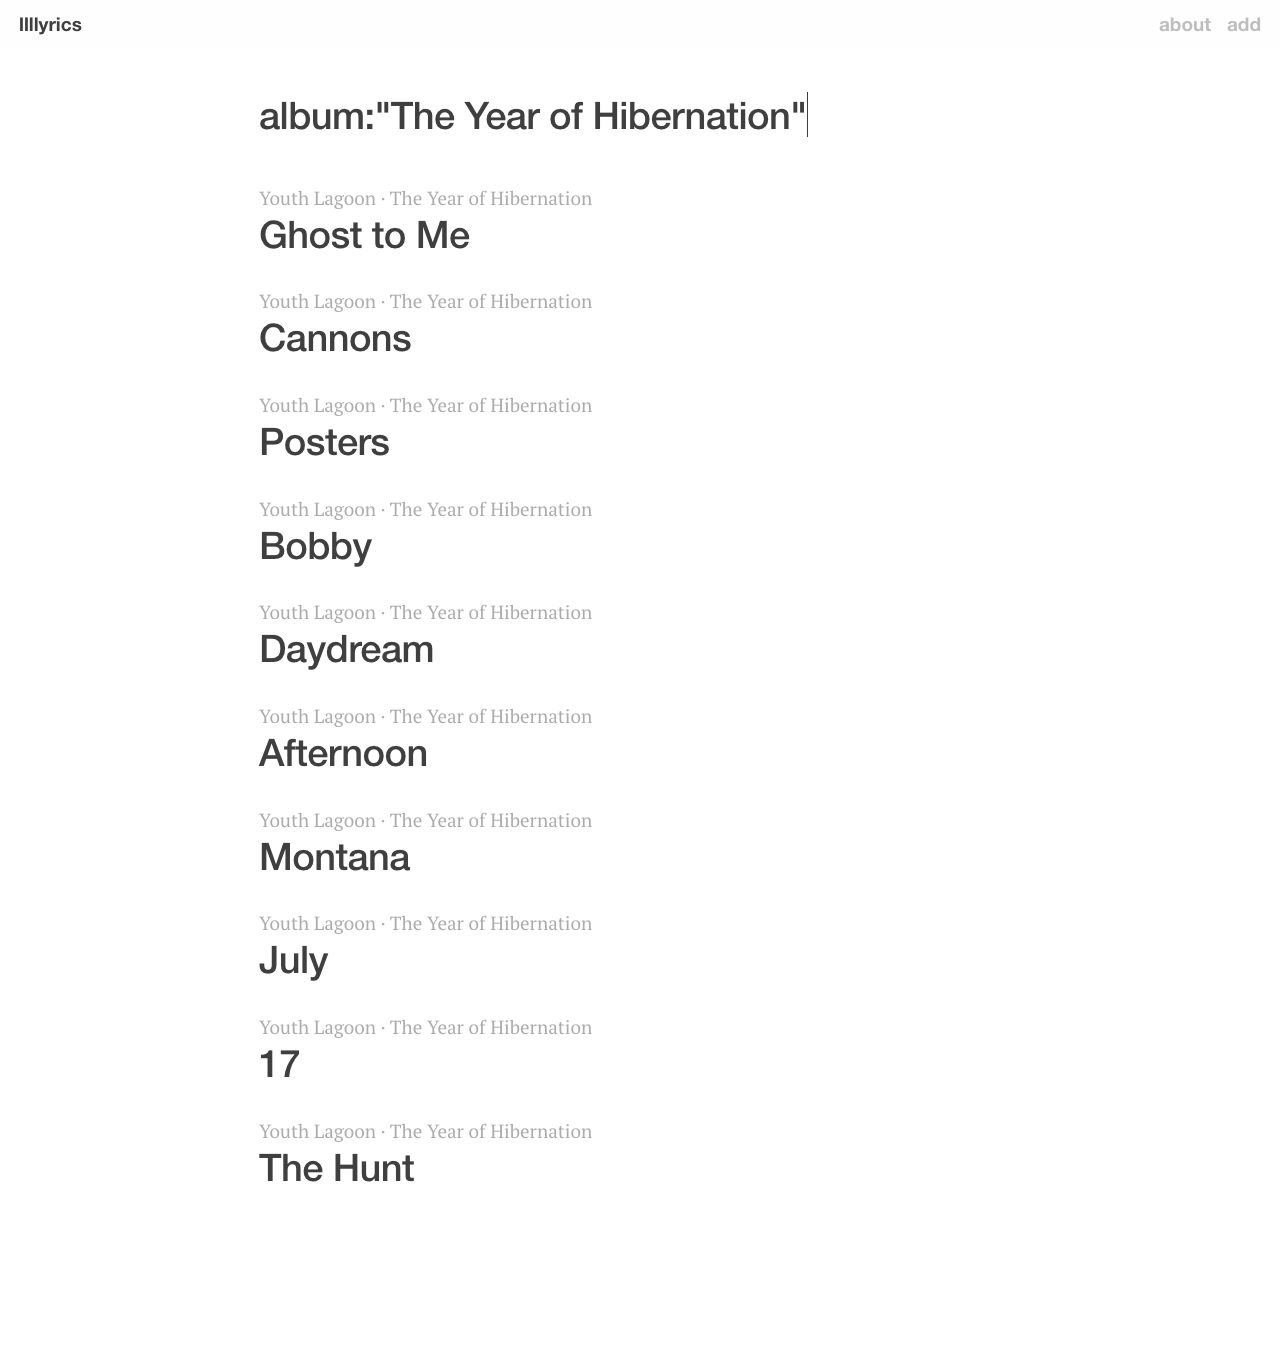 llllyrics
about add
album:"The Year of Hibernation"
Youth Lagoon · The Year of Hibernation
Ghost to Me
Youth Lagoon · The Year of Hibernation
Cannons
Youth Lagoon · The Year of Hibernation
Posters
Youth Lagoon · The Year of Hibernation
Bobby
Youth Lagoon · The Year of Hibernation
Daydream
Youth Lagoon · The Year of Hibernation
Afternoon
Youth Lagoon · The Year of Hibernation
Montana
Youth Lagoon · The Year of Hibernation
July
Youth Lagoon · The Year of Hibernation
17
Youth Lagoon · The Year of Hibernation
The Hunt